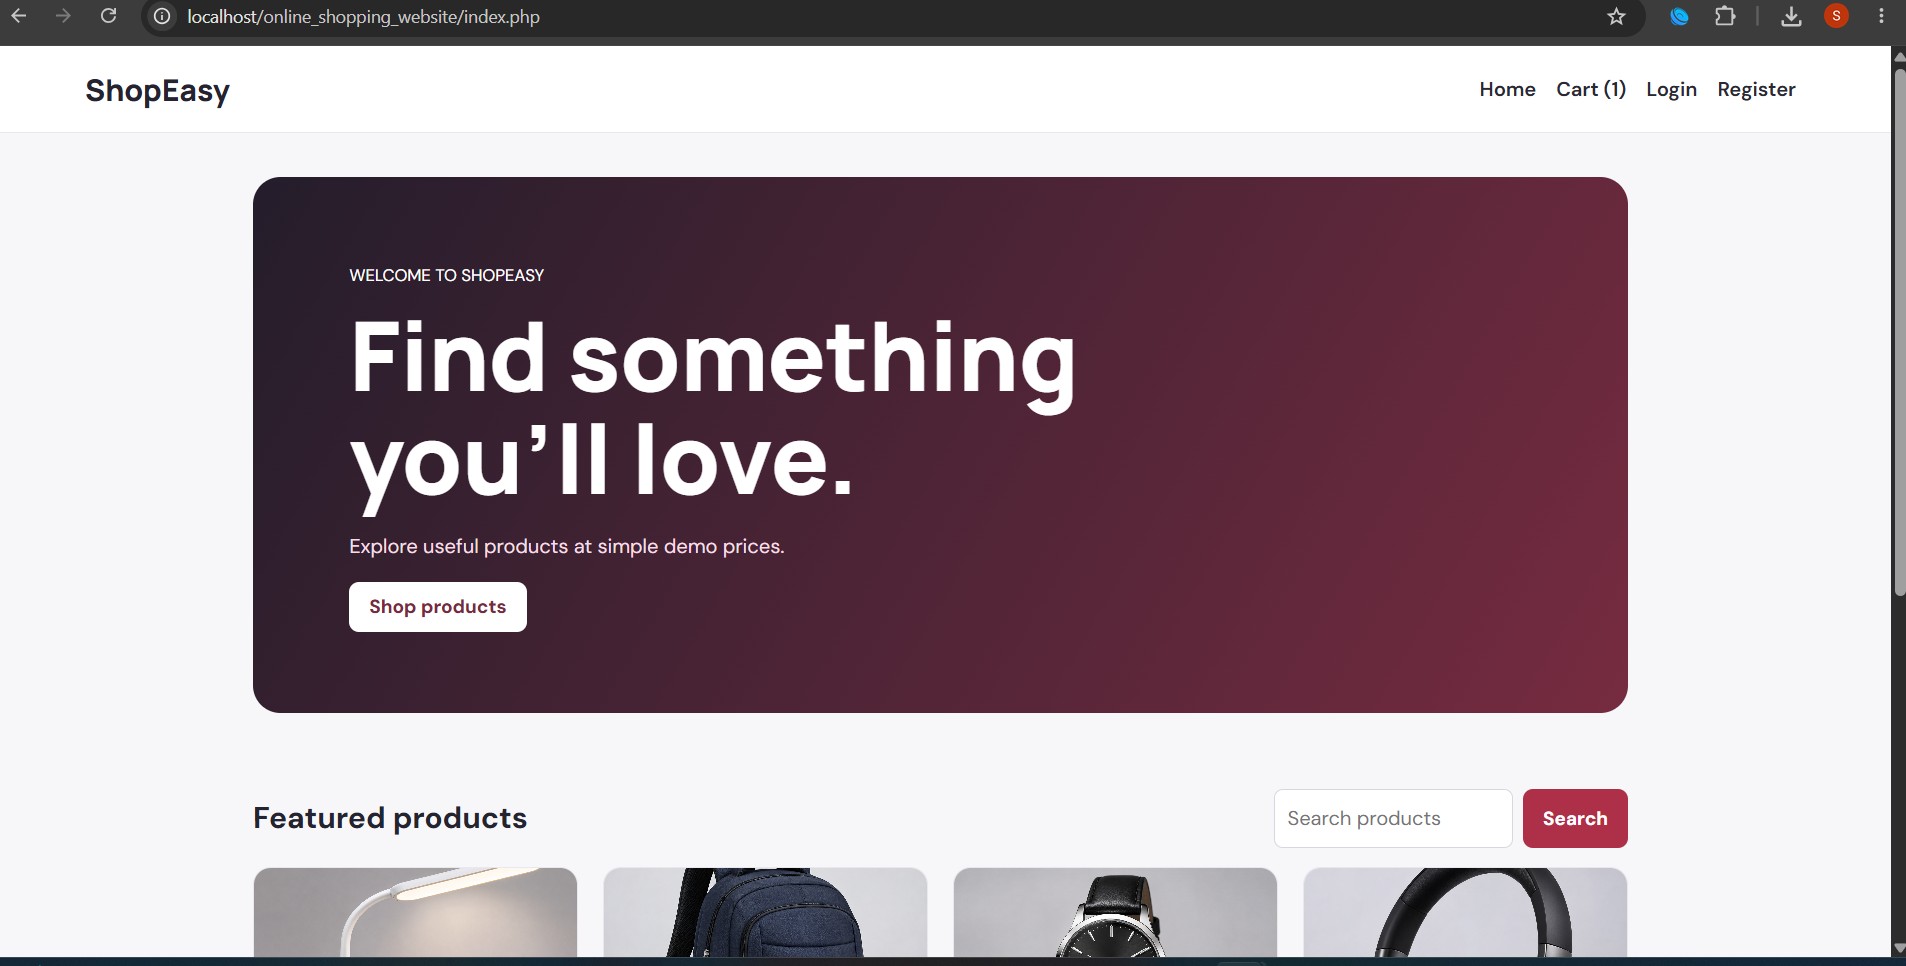 localhost/online_shopping_website/index.php
S
ShopEasy
Home Cart (1) Login Register
WELCOME TO SHOPEASY
Find something
you’ll love.
Explore useful products at simple demo prices.
Shop products
Featured products
Search products
Search